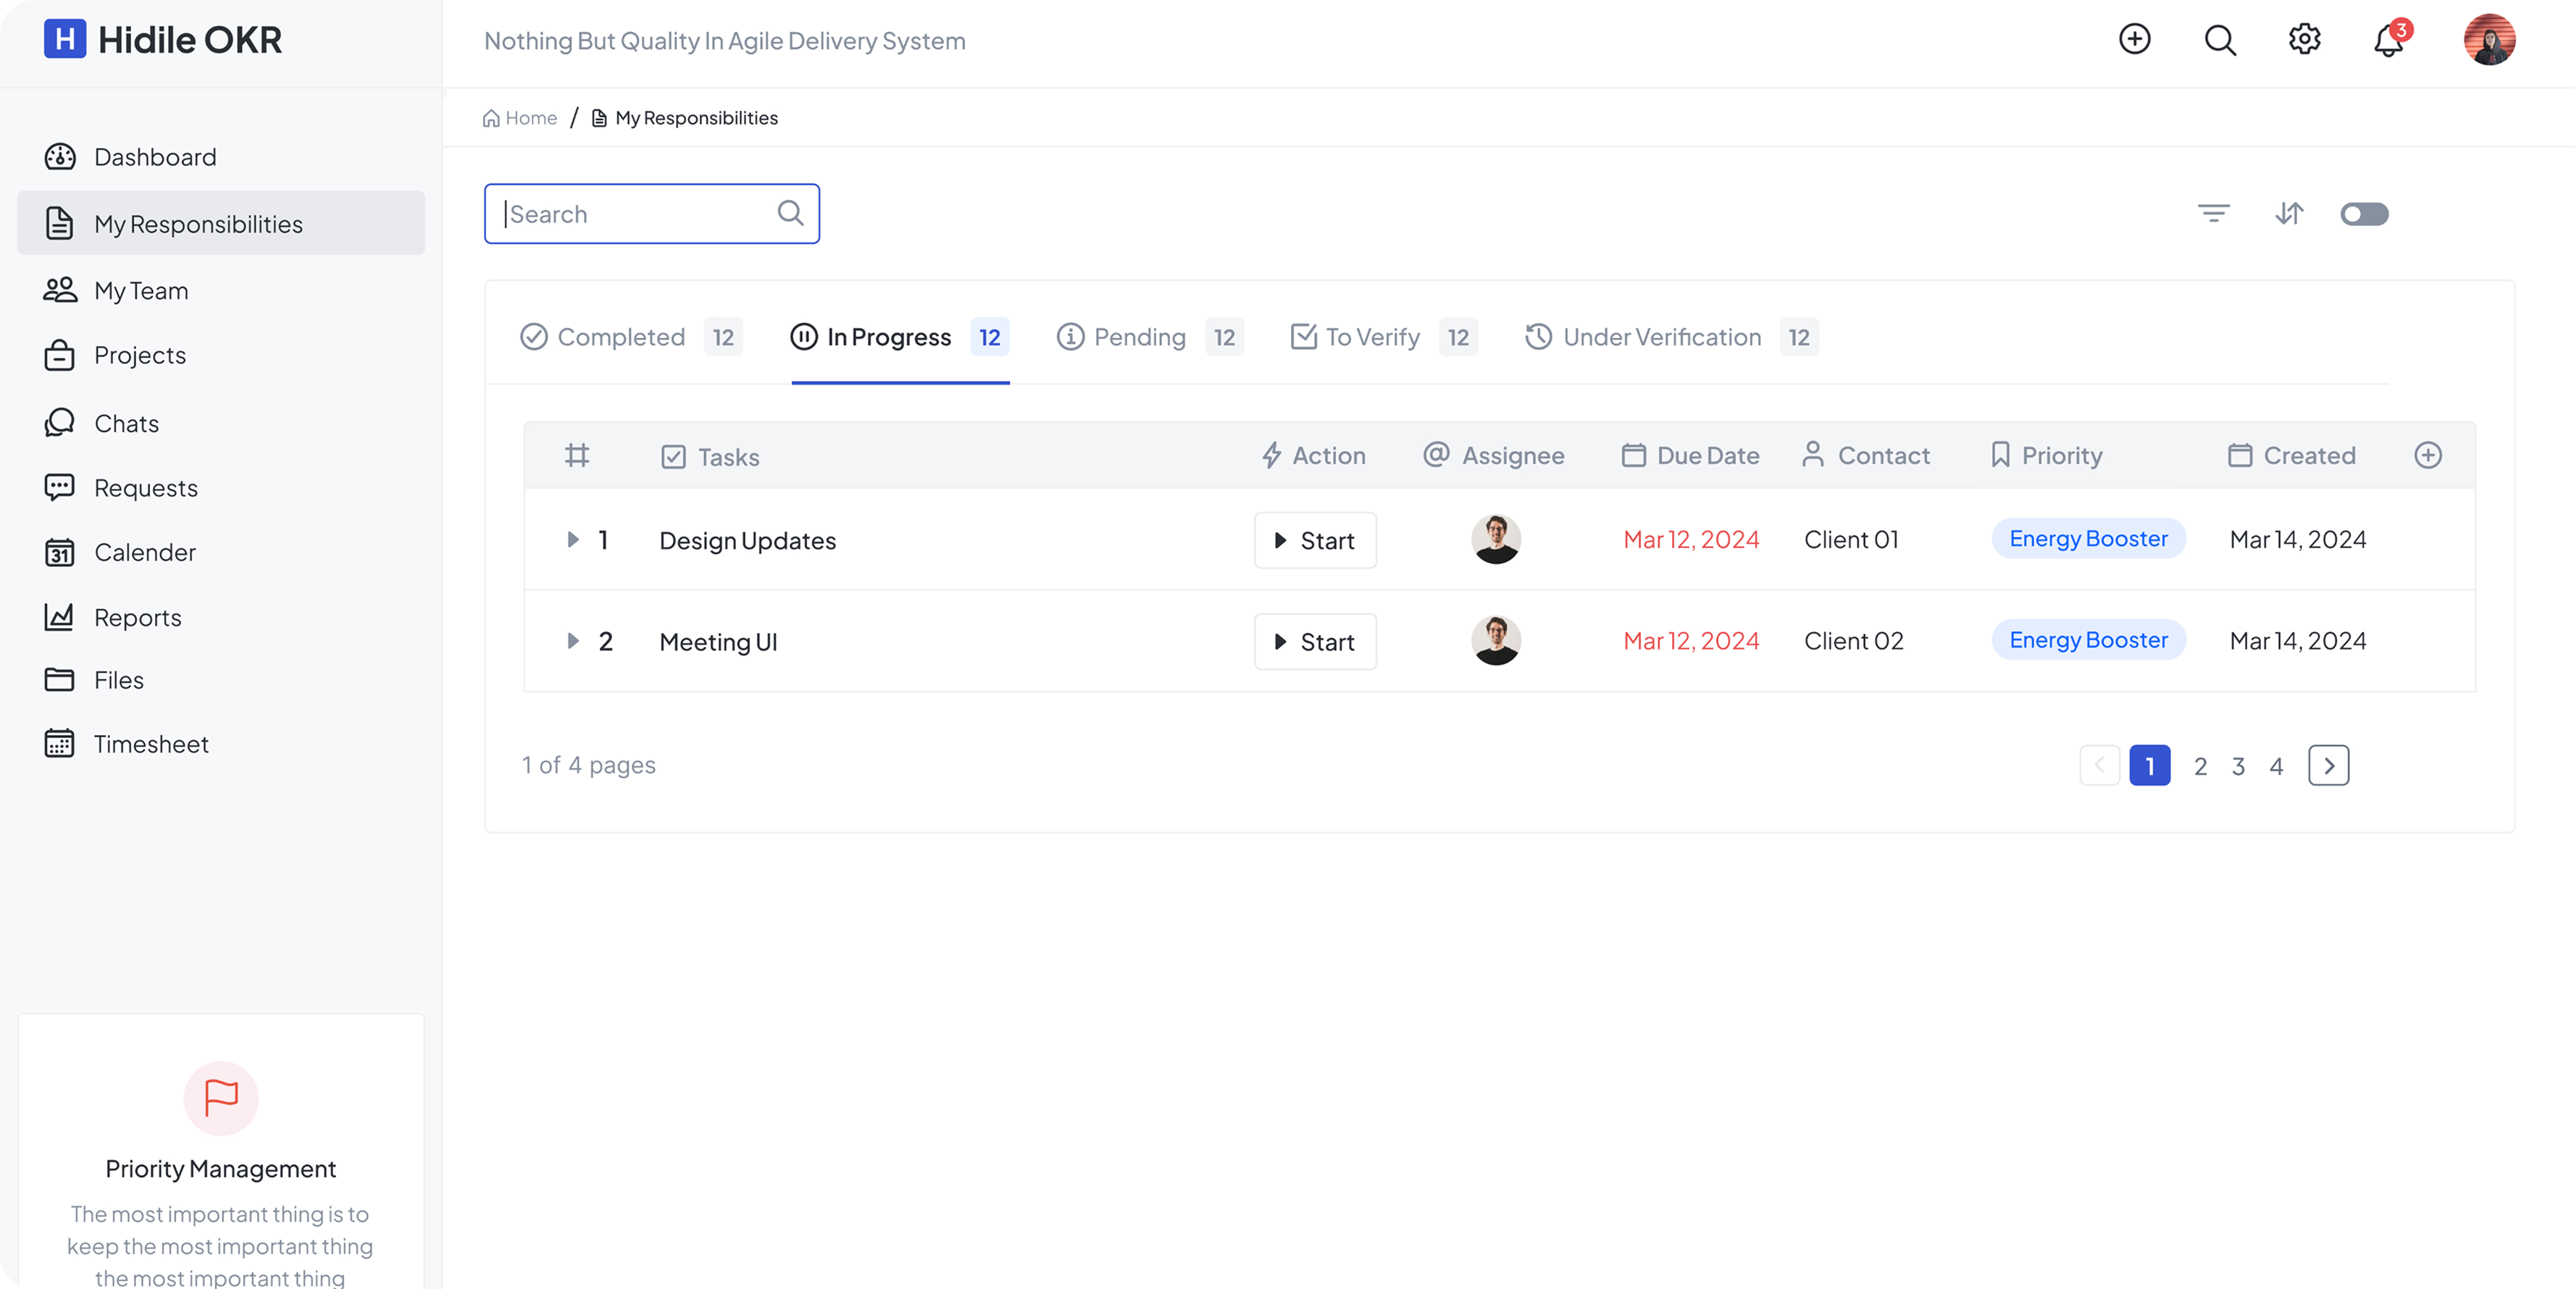 H Hidile OKR
Nothing But Quality In Agile Delivery System
3
Home / My Responsibilities
Dashboard
My Responsibilities
My Team
Projects
Chats
Requests
31 Calender
Reports
Files
Timesheet
Priority Management
The most important thing is to
keep the most important thing
the most important thing
Search
Completed 12 In Progress 12 Pending 12 To Verify 12 Under Verification 12
# Tasks Action @ Assignee Due Date Contact Priority Created
1 Design Updates Start Mar 12, 2024 Client 01 Energy Booster Mar 14, 2024
2 Meeting UI Start Mar 12, 2024 Client 02 Energy Booster Mar 14, 2024
1 of 4 pages
1 2 3 4